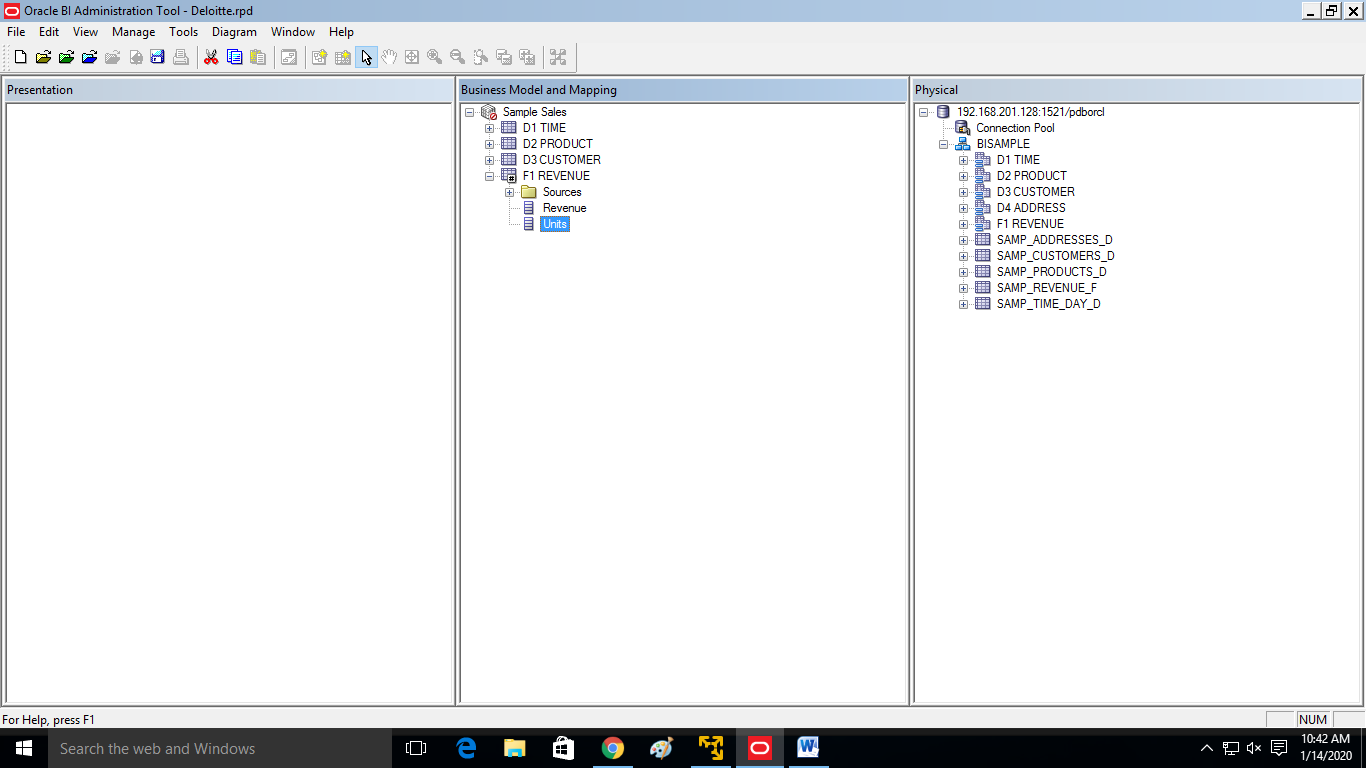 Oracle BI Administration Tool - Deloitte.rpd
File Edit View Manage Tools Diagram Window Help
Presentation
Business Model and Mapping
Sample Sales
D1 TIME
D2 PRODUCT
D3 CUSTOMER
F1 REVENUE
Sources
Revenue
Units
Physical
192.168.201.128:1521/pdborcl
Connection Pool
BISAMPLE
D1 TIME
D2 PRODUCT
D3 CUSTOMER
D4 ADDRESS
F1 REVENUE
SAMP_ADDRESSES_D
SAMP_CUSTOMERS_D
SAMP_PRODUCTS_D
SAMP_REVENUE_F
SAMP_TIME_DAY_D
For Help, press F1
NUM
Search the web and Windows
10:42 AM
1/14/2020